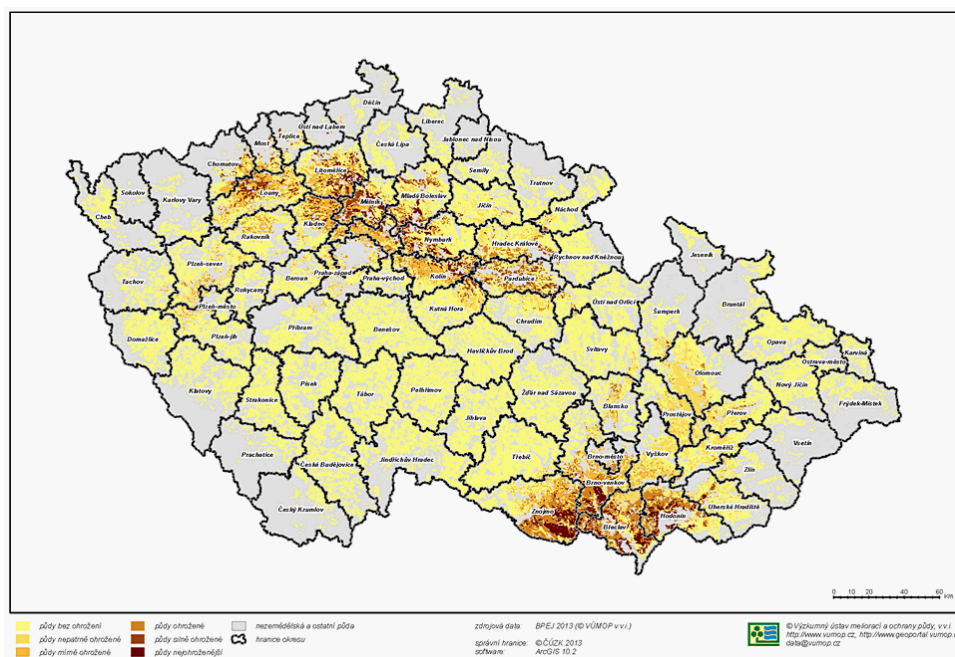 Děčín
Ústí nad Labem
Teplice
Liberec
Most
Jablonec nad Nisou
Česká Lípa
Chomutov
Litoměřice
Semily
Trutnov
Sokolov
Karlovy Vary
Louny
Mělník
Mladá Boleslav
Jičín
Náchod
Cheb
Kladno
Rakovník
Nymburk
Hradec Králové
Rychnov nad Kněžnou
Jeseník
Plzeň-sever
Praha-západ
Praha-východ
Kolín
Pardubice
Tachov
Beroun
Rokycany
Bruntál
Plzeň-město
Kutná Hora
Chrudim
Ústí nad Orlicí
Šumperk
Domažlice
Plzeň-jih
Příbram
Benešov
Havlíčkův Brod
Svitavy
Opava
Ostrava-město
Karviná
Olomouc
Klatovy
Písek
Strakonice
Tábor
Pelhřimov
Jihlava
Žďár nad Sázavou
Blansko
Prostějov
Přerov
Nový Jičín
Frýdek-Místek
Prachatice
České Budějovice
Jindřichův Hradec
Třebíč
Brno-město
Vyškov
Kroměříž
Vsetín
Zlín
Brno-venkov
Český Krumlov
Znojmo
Břeclav
Hodonín
Uherské Hradiště
0 10 20 40 60
Km
půdy bez ohrožení
půdy nepatrně ohrožené
půdy mírně ohrožené
půdy ohrožené
půdy silně ohrožené
půdy nejohroženější
nezemědělská a ostatní půda
hranice okresu
zdrojová data: BPEJ 2013 (© VÚMOP v.v.i.)
správní hranice: © ČÚZK 2013
software: ArcGIS 10.2
© Výzkumný ústav meliorací a ochrany půdy, v.v.i.
http://www.vumop.cz, http://www.geoportal.vumop.
data@vumop.cz